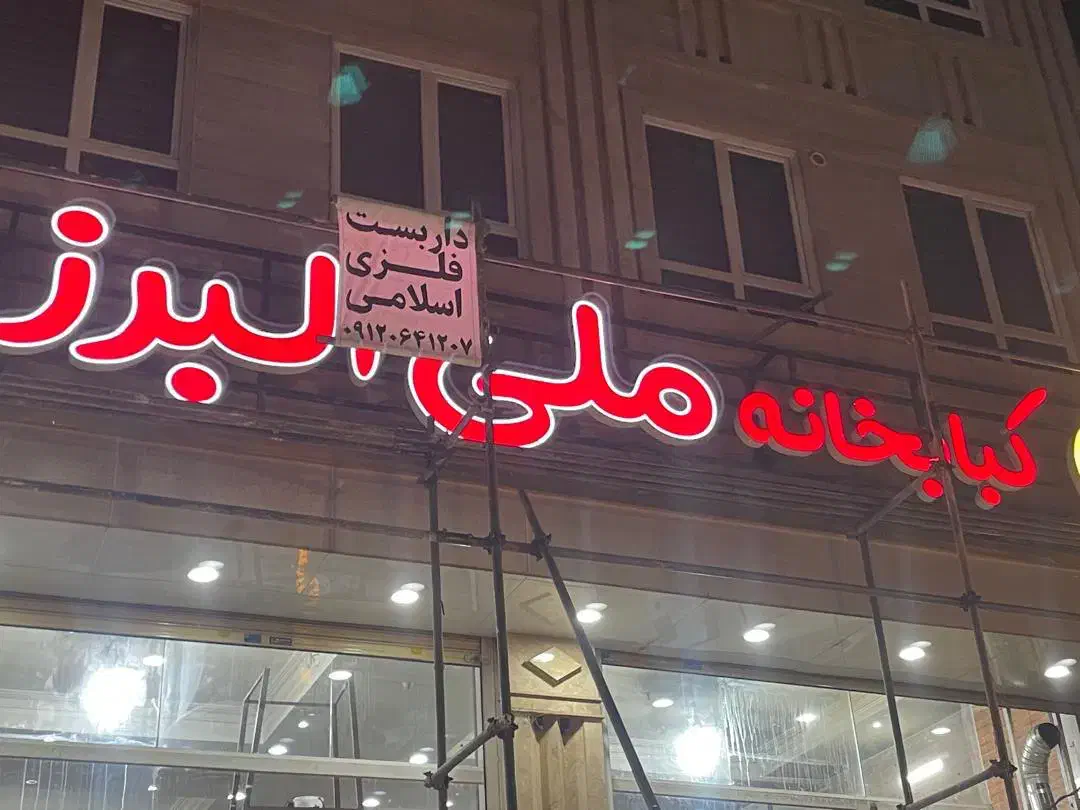 داربست
فلزی
اسلامی
۰۹۱۲۰۶۴۱۲۰۷
کبابخانه ملی البرز